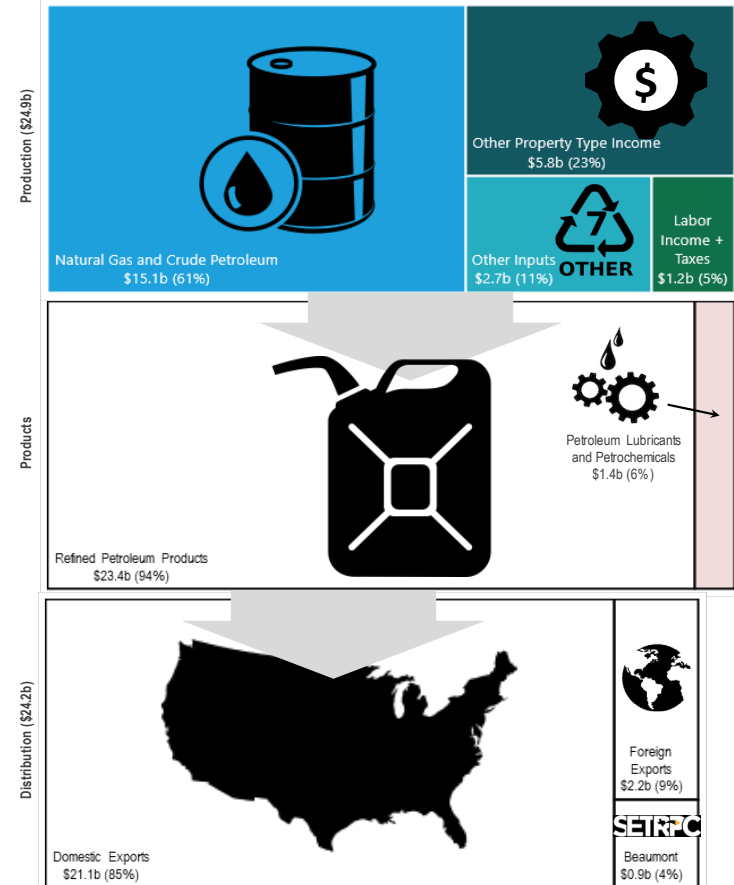 Production ($24.9b)
$
Other Property Type Income
$5.8b (23%)
Natural Gas and Crude Petroleum
$15.1b (61%)
7
OTHER
Other Inputs
$2.7b (11%)
Labor
Income +
Taxes
$1.2b (5%)
Products
Petroleum Lubricants
and Petrochemicals
$1.4b (6%)
Refined Petroleum Products
$23.4b (94%)
Distribution ($24.2b)
Foreign
Exports
$2.2b (9%)
SETRPC
Domestic Exports
$21.1b (85%)
Beaumont
$0.9b (4%)